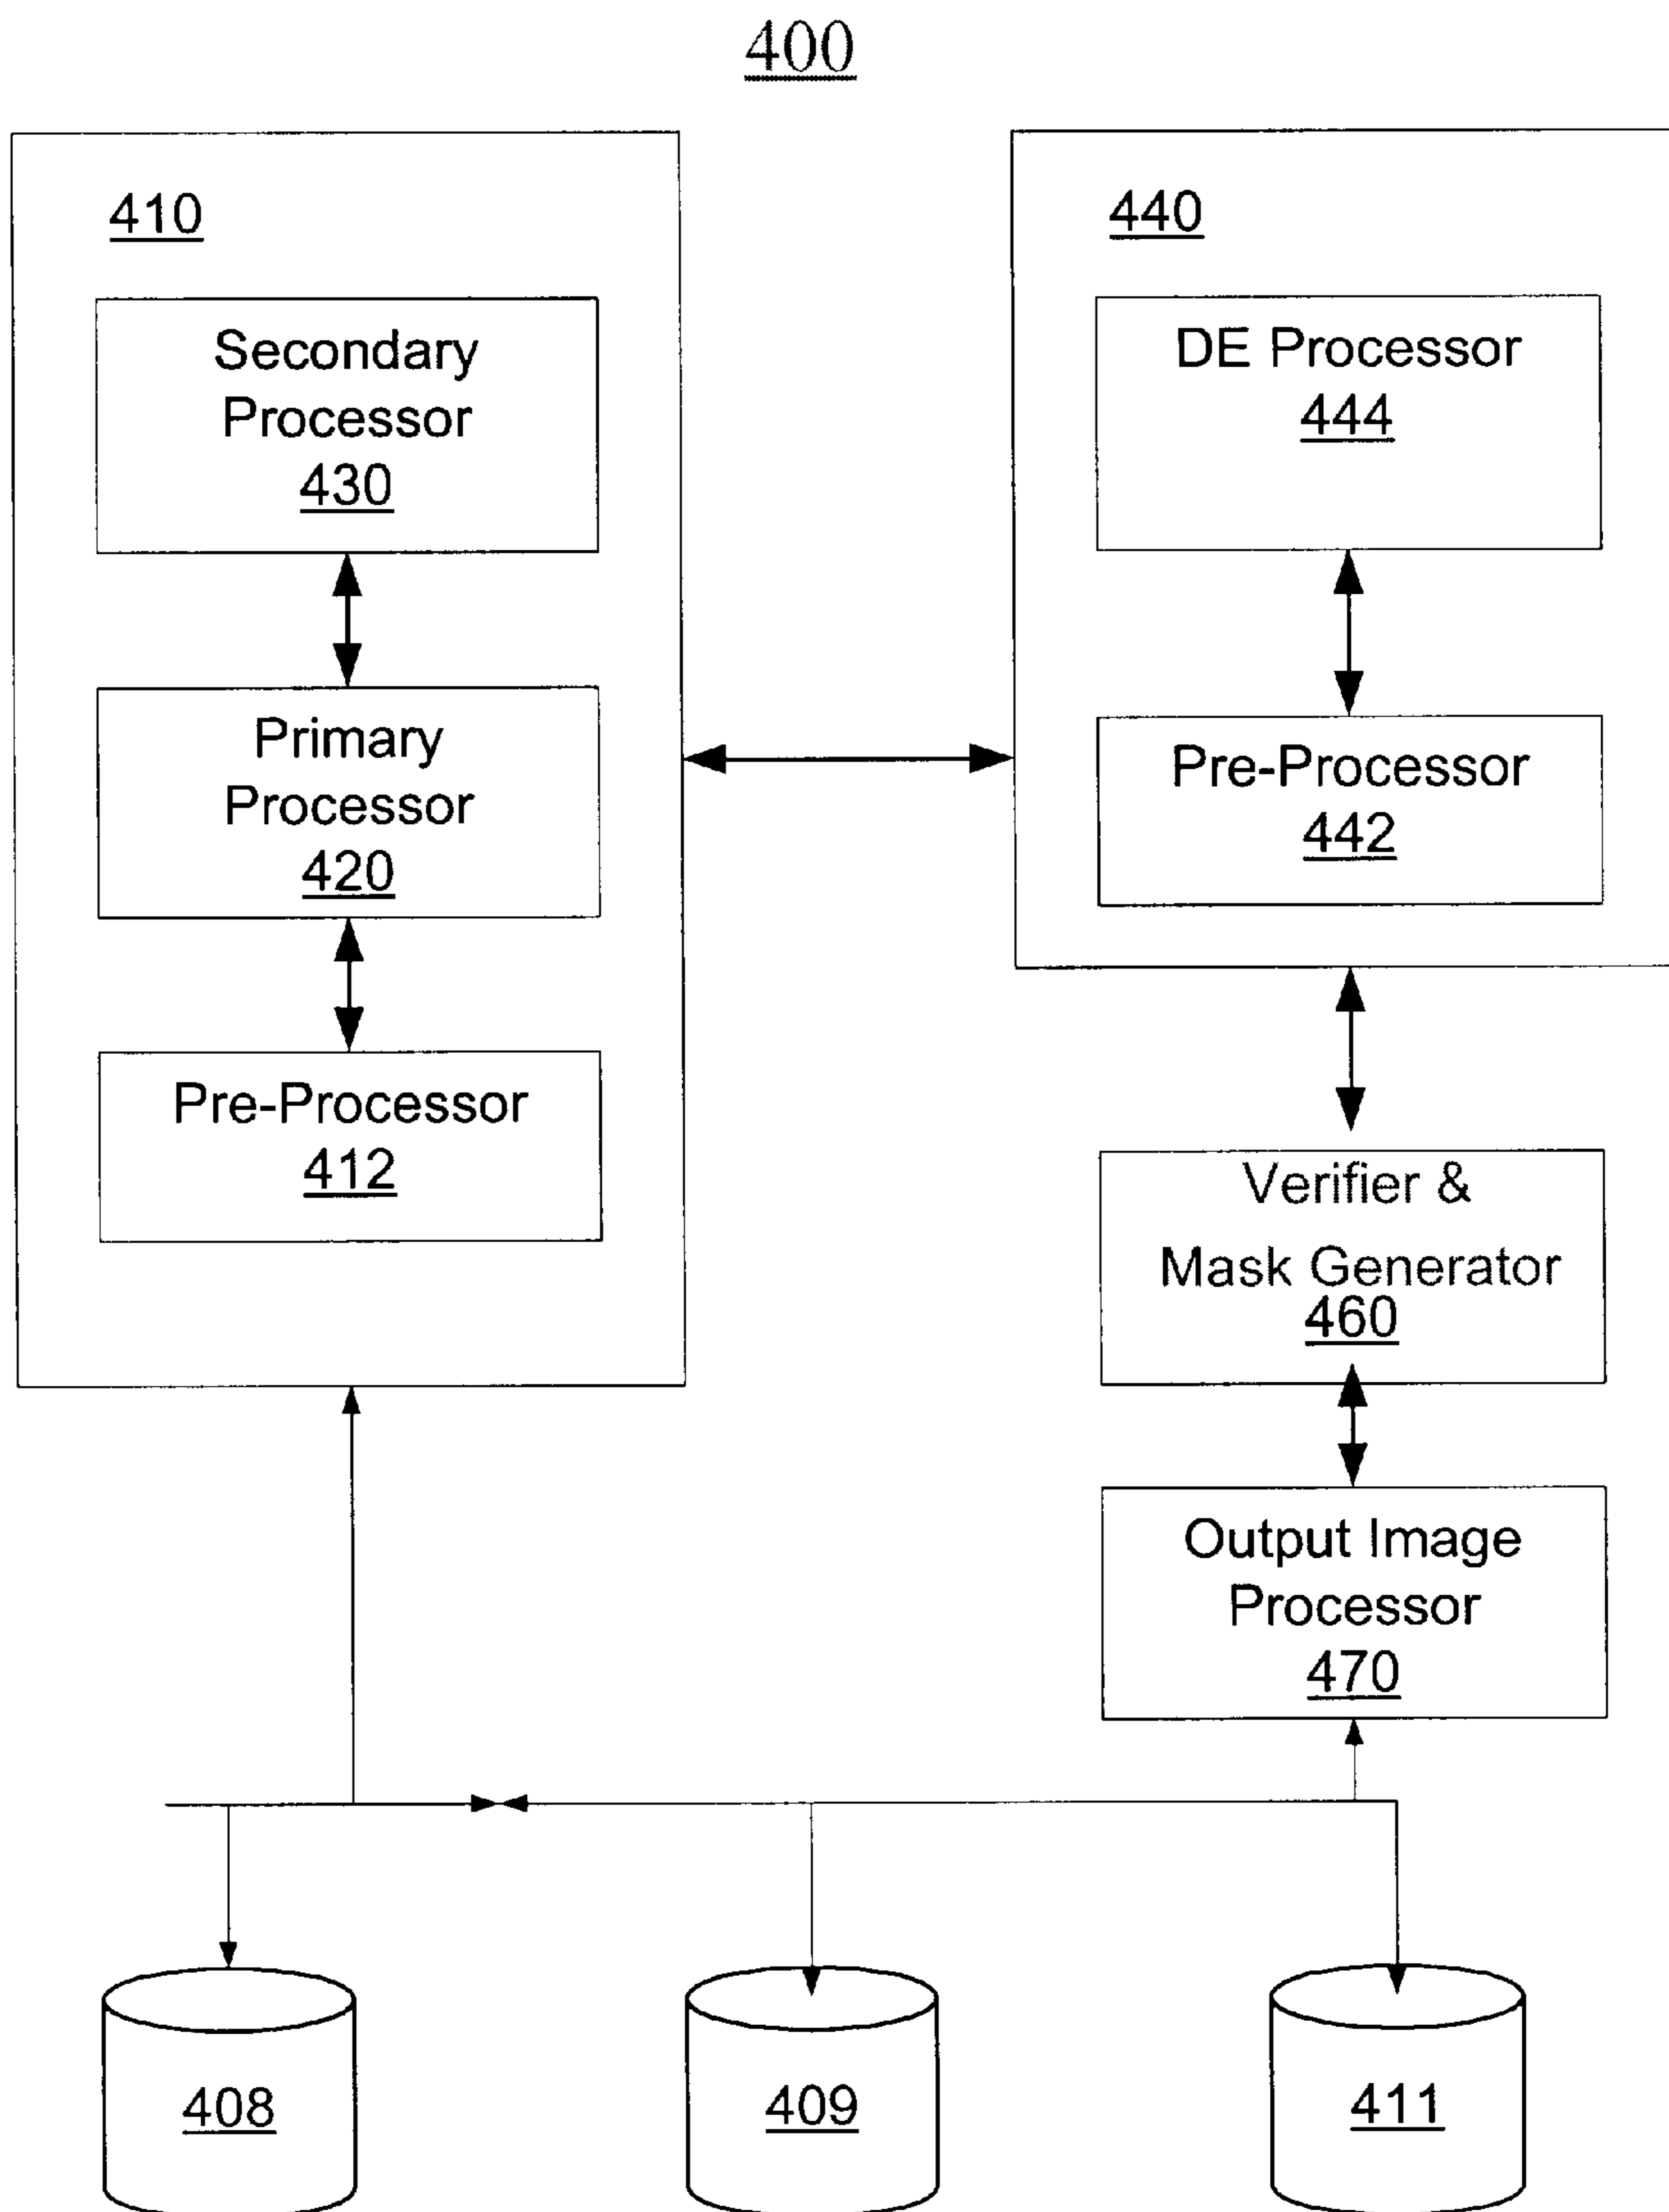 400
410
Secondary
Processor
430
Primary
Processor
420
Pre-Processor
412
440
DE Processor
444
Pre-Processor
442
Verifier &
Mask Generator
460
Output Image
Processor
470
408
409
411